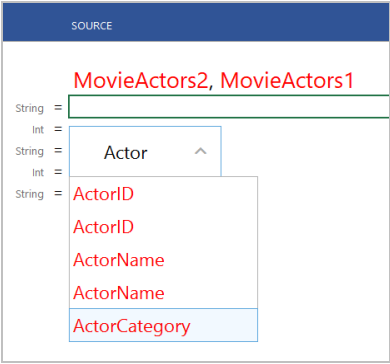 SOURCE
MovieActors2, MovieActors1
String =
Int =
String =
Int =
String =
Actor
ActorID
ActorID
ActorName
ActorName
ActorCategory